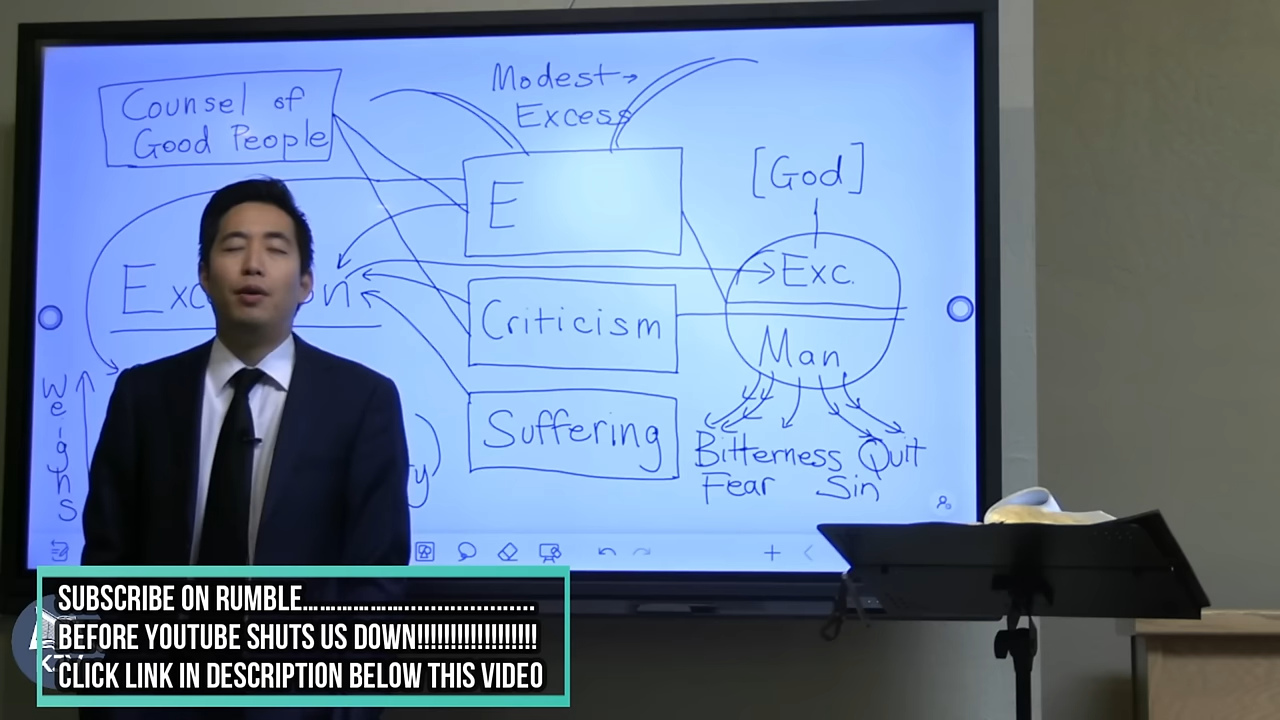 Counsel of
Good People
Modest→
Excess
[God]
E
Exc.
Criticism
Man
Weights
Suffering
Bitterness Quit
Fear Sin
SUBSCRIBE ON RUMBLE.......................................
BEFORE YOUTUBE SHUTS US DOWN!!!!!!!!!!!!!!!!!!
CLICK LINK IN DESCRIPTION BELOW THIS VIDEO